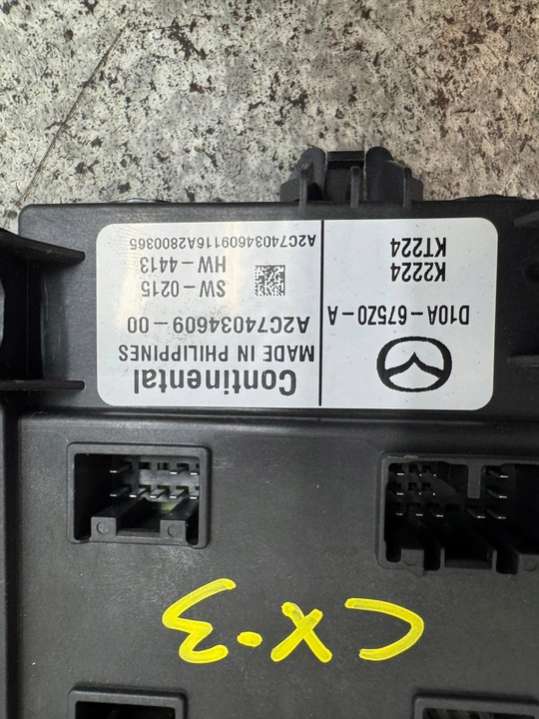 D10A-675Z0-A
K2224
KT224
Continental
MADE IN PHILIPPINES
A2C74034609-00
SW-0215
HW-4413
A2C74034609116A2800365
CX-3